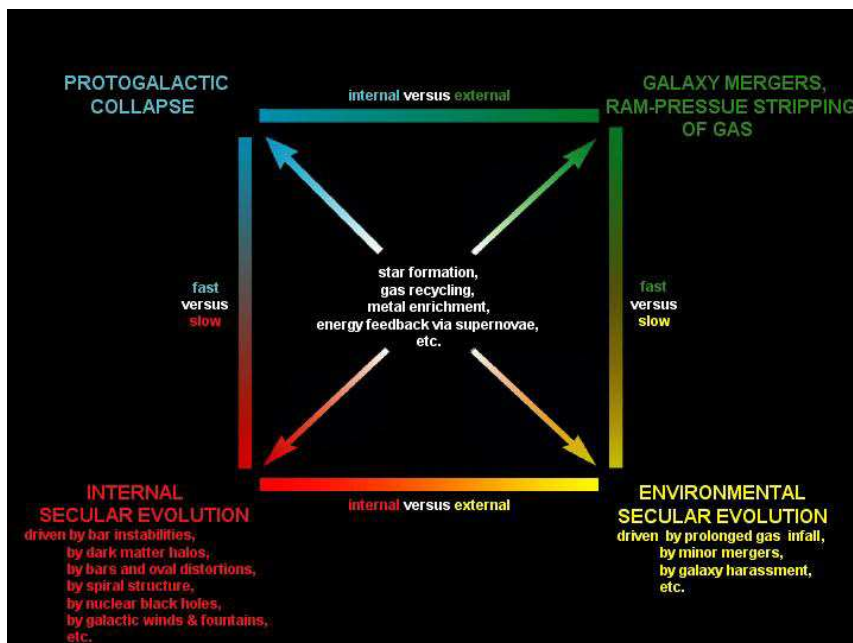 PROTOGALACTIC
COLLAPSE
internal versus external
GALAXY MERGERS,
RAM-PRESSUE STRIPPING
OF GAS
fast
versus
slow
star formation,
gas recycling,
metal enrichment,
energy feedback via supernovae,
etc.
fast
versus
slow
INTERNAL
SECULAR EVOLUTION
driven by bar instabilities,
by dark matter halos,
by bars and oval distortions,
by spiral structure,
by nuclear black holes,
by galactic winds & fountains,
etc.
internal versus external
ENVIRONMENTAL
SECULAR EVOLUTION
driven by prolonged gas infall,
by minor mergers,
by galaxy harassment,
etc.